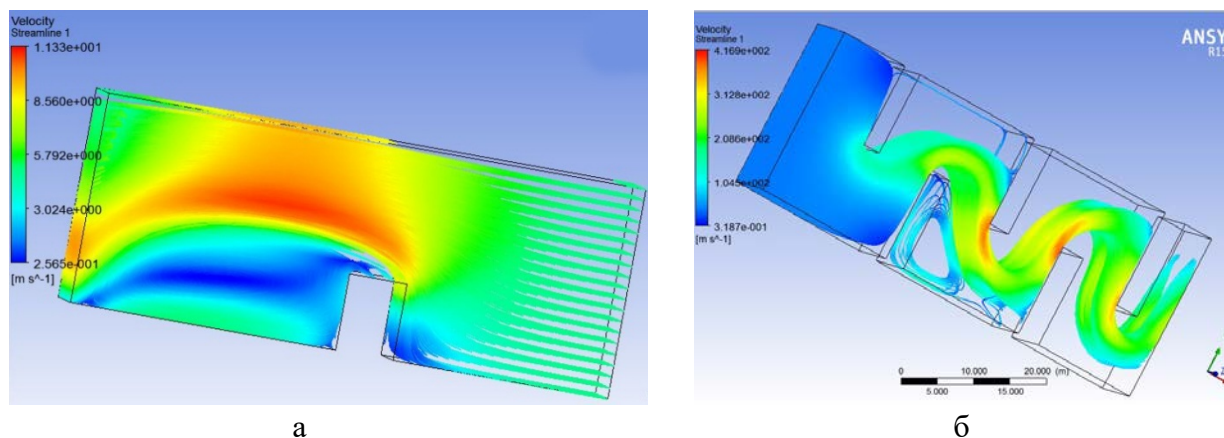 Velocity
Streamline 1
1.133e+001
8.560e+000
5.792e+000
3.024e+000
2.565e-001
[m s^-1]
а
Velocity
Streamline 1
4.169e+002
3.128e+002
2.086e+002
1.045e+002
3.187e-001
[m s^-1]
ANSY
R15
0 10.000 20.000 (m)
5.000 15.000
б